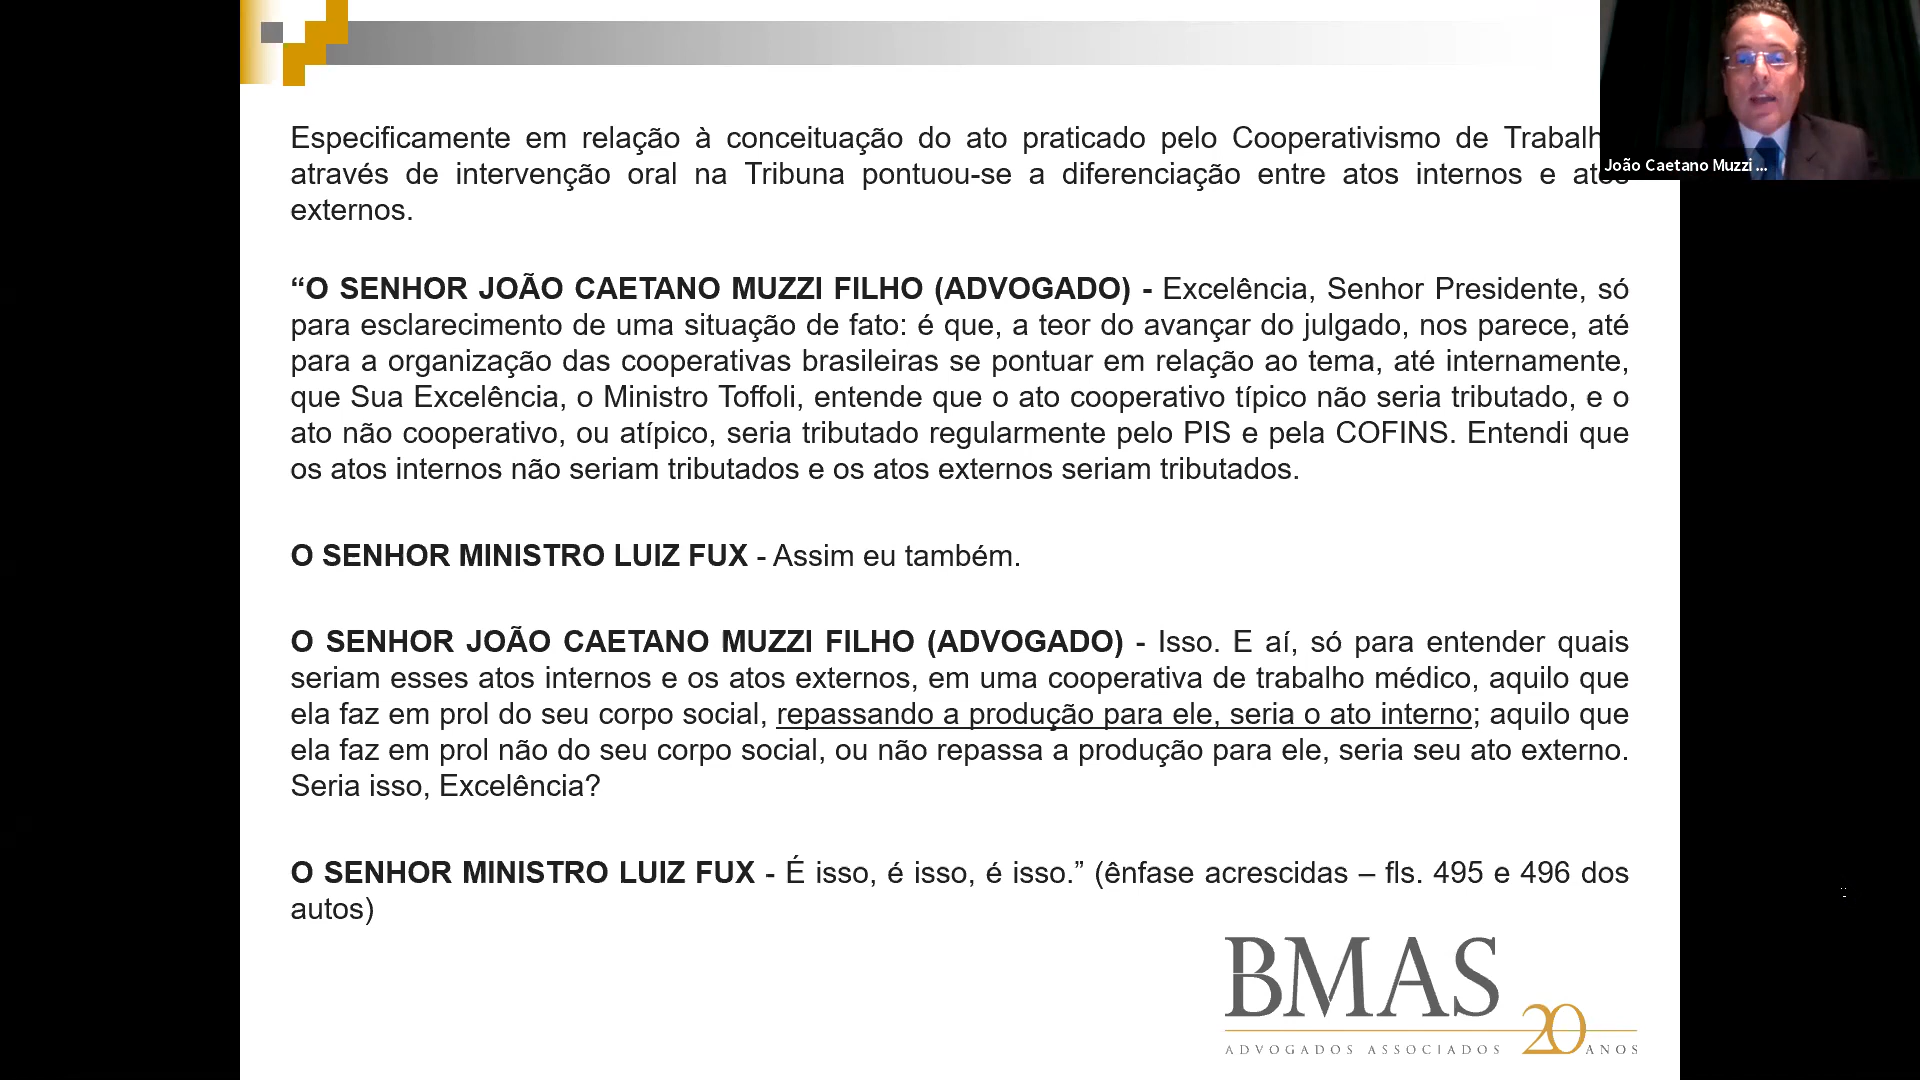 Especificamente em relação à conceituação do ato praticado pelo Cooperativismo de Trabalh
através de intervenção oral na Tribuna pontuou-se a diferenciação entre atos internos e atos
externos.
“O SENHOR JOÃO CAETANO MUZZI FILHO (ADVOGADO) - Excelência, Senhor Presidente, só
para esclarecimento de uma situação de fato: é que, a teor do avançar do julgado, nos parece, até
para a organização das cooperativas brasileiras se pontuar em relação ao tema, até internamente,
que Sua Excelência, o Ministro Toffoli, entende que o ato cooperativo típico não seria tributado, e o
ato não cooperativo, ou atípico, seria tributado regularmente pelo PIS e pela COFINS. Entendi que
os atos internos não seriam tributados e os atos externos seriam tributados.
O SENHOR MINISTRO LUIZ FUX - Assim eu também.
O SENHOR JOÃO CAETANO MUZZI FILHO (ADVOGADO) - Isso. E aí, só para entender quais
seriam esses atos internos e os atos externos, em uma cooperativa de trabalho médico, aquilo que
ela faz em prol do seu corpo social, repassando a produção para ele, seria o ato interno; aquilo que
ela faz em prol não do seu corpo social, ou não repassa a produção para ele, seria seu ato externo.
Seria isso, Excelência?
O SENHOR MINISTRO LUIZ FUX - É isso, é isso, é isso.” (ênfase acrescidas – fls. 495 e 496 dos
autos)
João Caetano Muzzi ...
BMAS
ADVOGADOS ASSOCIADOS 20 ANOS